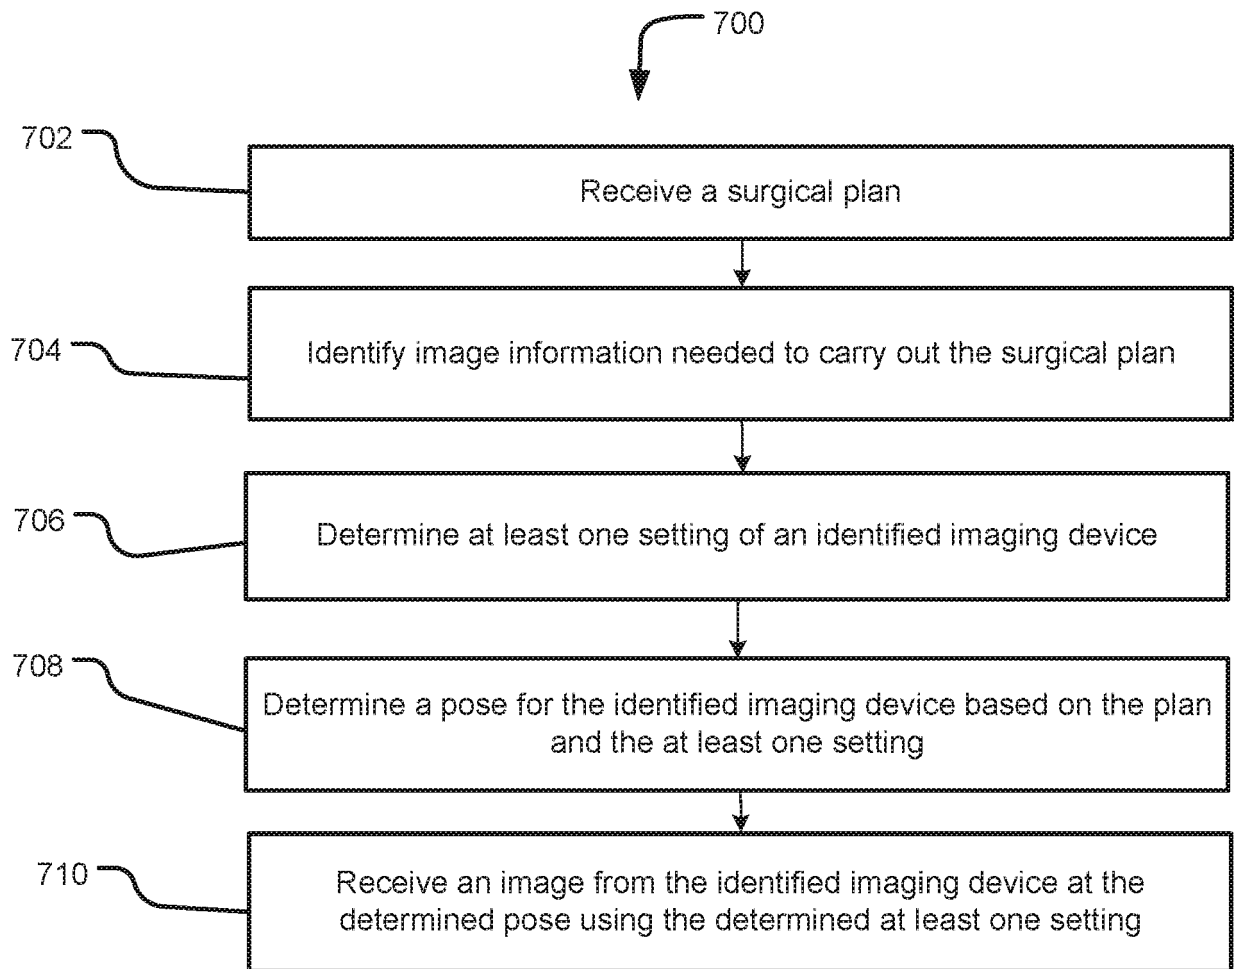 700
702
Receive a surgical plan
704
Identify image information needed to carry out the surgical plan
706
Determine at least one setting of an identified imaging device
708
Determine a pose for the identified imaging device based on the plan
and the at least one setting
710
Receive an image from the identified imaging device at the
determined pose using the determined at least one setting